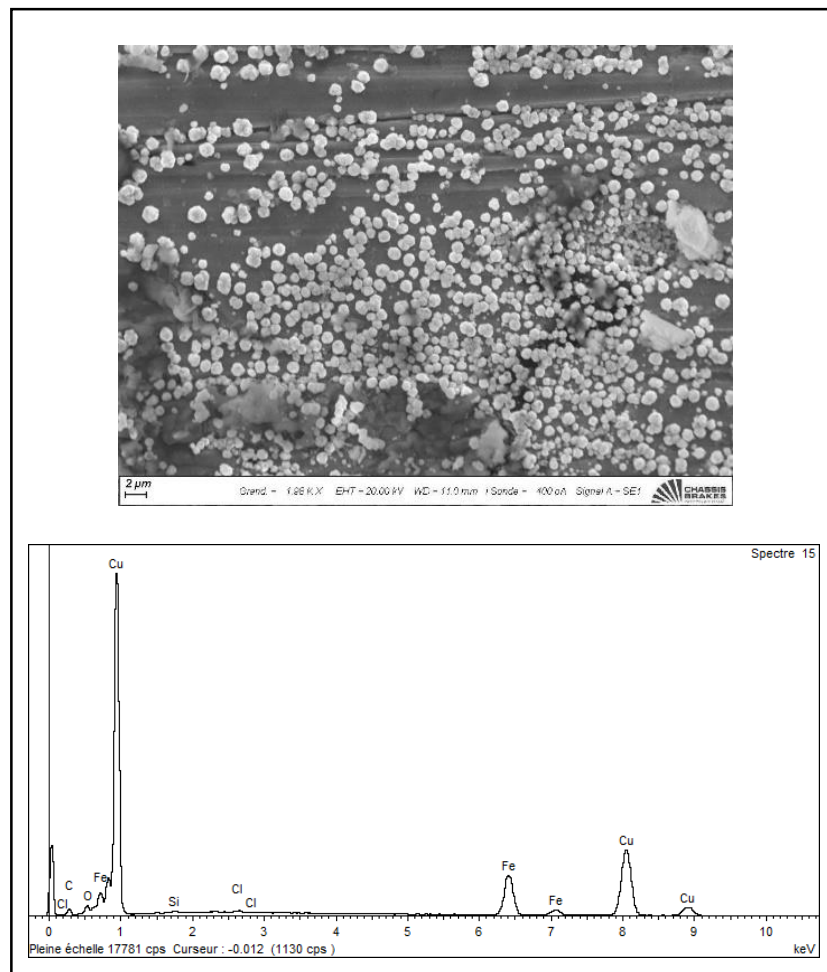 2 µm
Grand. = 1.96 K X EHT = 20.00 kV WD = 11.0 mm I Sonde = 400 pA Signal A = SE1
CHASSIS
BRAKES
Spectre 15
Cu
C
Cl
O
Fe
Si
Cl
Cl
Fe
Fe
Cu
Cu
0 1 2 3 4 5 6 7 8 9 10
Pleine échelle 17781 cps Curseur : -0.012 (1130 cps )
keV